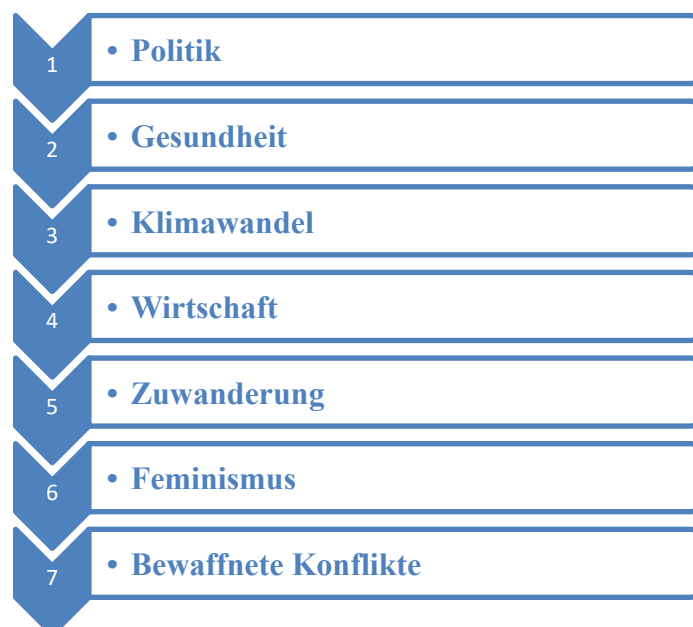 1 • Politik
2 • Gesundheit
3 • Klimawandel
4 • Wirtschaft
5 • Zuwanderung
6 • Feminismus
7 • Bewaffnete Konflikte